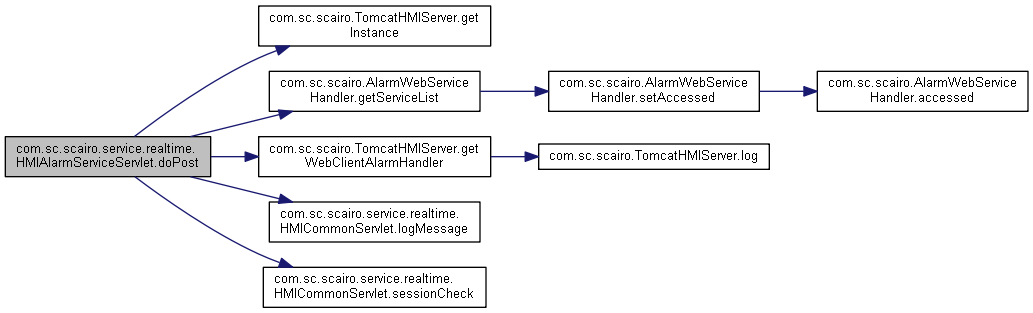 com.sc.scairo.TomcatHMIServer.get
Instance
com.sc.scairo.AlarmWebService
Handler.getServiceList
com.sc.scairo.AlarmWebService
Handler.setAccessed
com.sc.scairo.AlarmWebService
Handler.accessed
com.sc.scairo.service.realtime.
HMIAlarmServiceServlet.doPost
com.sc.scairo.TomcatHMIServer.get
WebClientAlarmHandler
com.sc.scairo.TomcatHMIServer.log
com.sc.scairo.service.realtime.
HMICommonServlet.logMessage
com.sc.scairo.service.realtime.
HMICommonServlet.sessionCheck